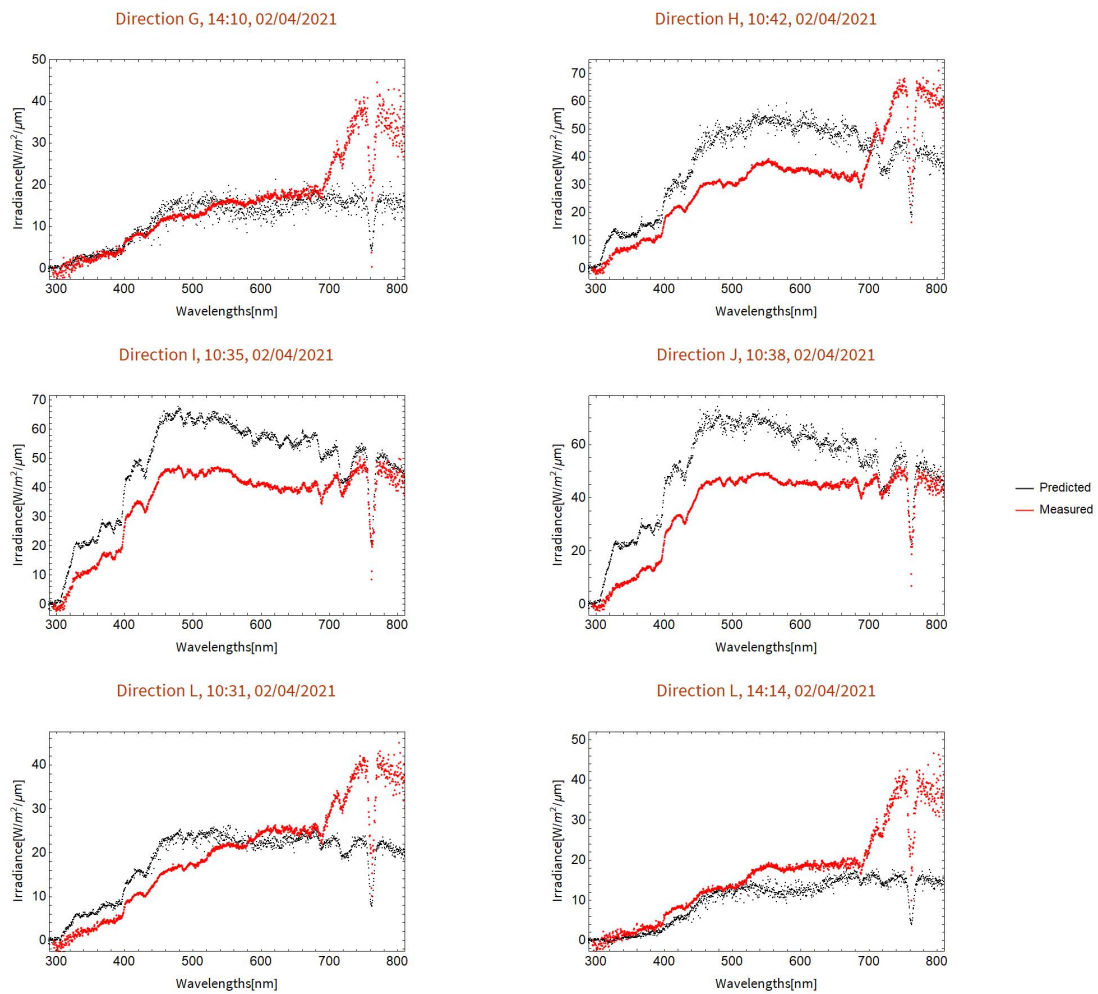 Direction G, 14:10, 02/04/2021
Direction H, 10:42, 02/04/2021
50
40
30
20
10
0
Irradiance[W/m²/μm]
300 400 500 600 700 800
Wavelengths[nm]
70
60
50
40
30
20
10
0
Irradiance[W/m²/μm]
300 400 500 600 700 800
Wavelengths[nm]
Direction I, 10:35, 02/04/2021
Direction J, 10:38, 02/04/2021
70
60
50
40
30
20
10
0
Irradiance[W/m²/μm]
300 400 500 600 700 800
Wavelengths[nm]
60
40
20
0
Irradiance[W/m²/μm]
300 400 500 600 700 800
Wavelengths[nm]
Predicted
Measured
Direction L, 10:31, 02/04/2021
Direction L, 14:14, 02/04/2021
40
30
20
10
0
Irradiance[W/m²/μm]
300 400 500 600 700 800
Wavelengths[nm]
50
40
30
20
10
0
Irradiance[W/m²/μm]
300 400 500 600 700 800
Wavelengths[nm]